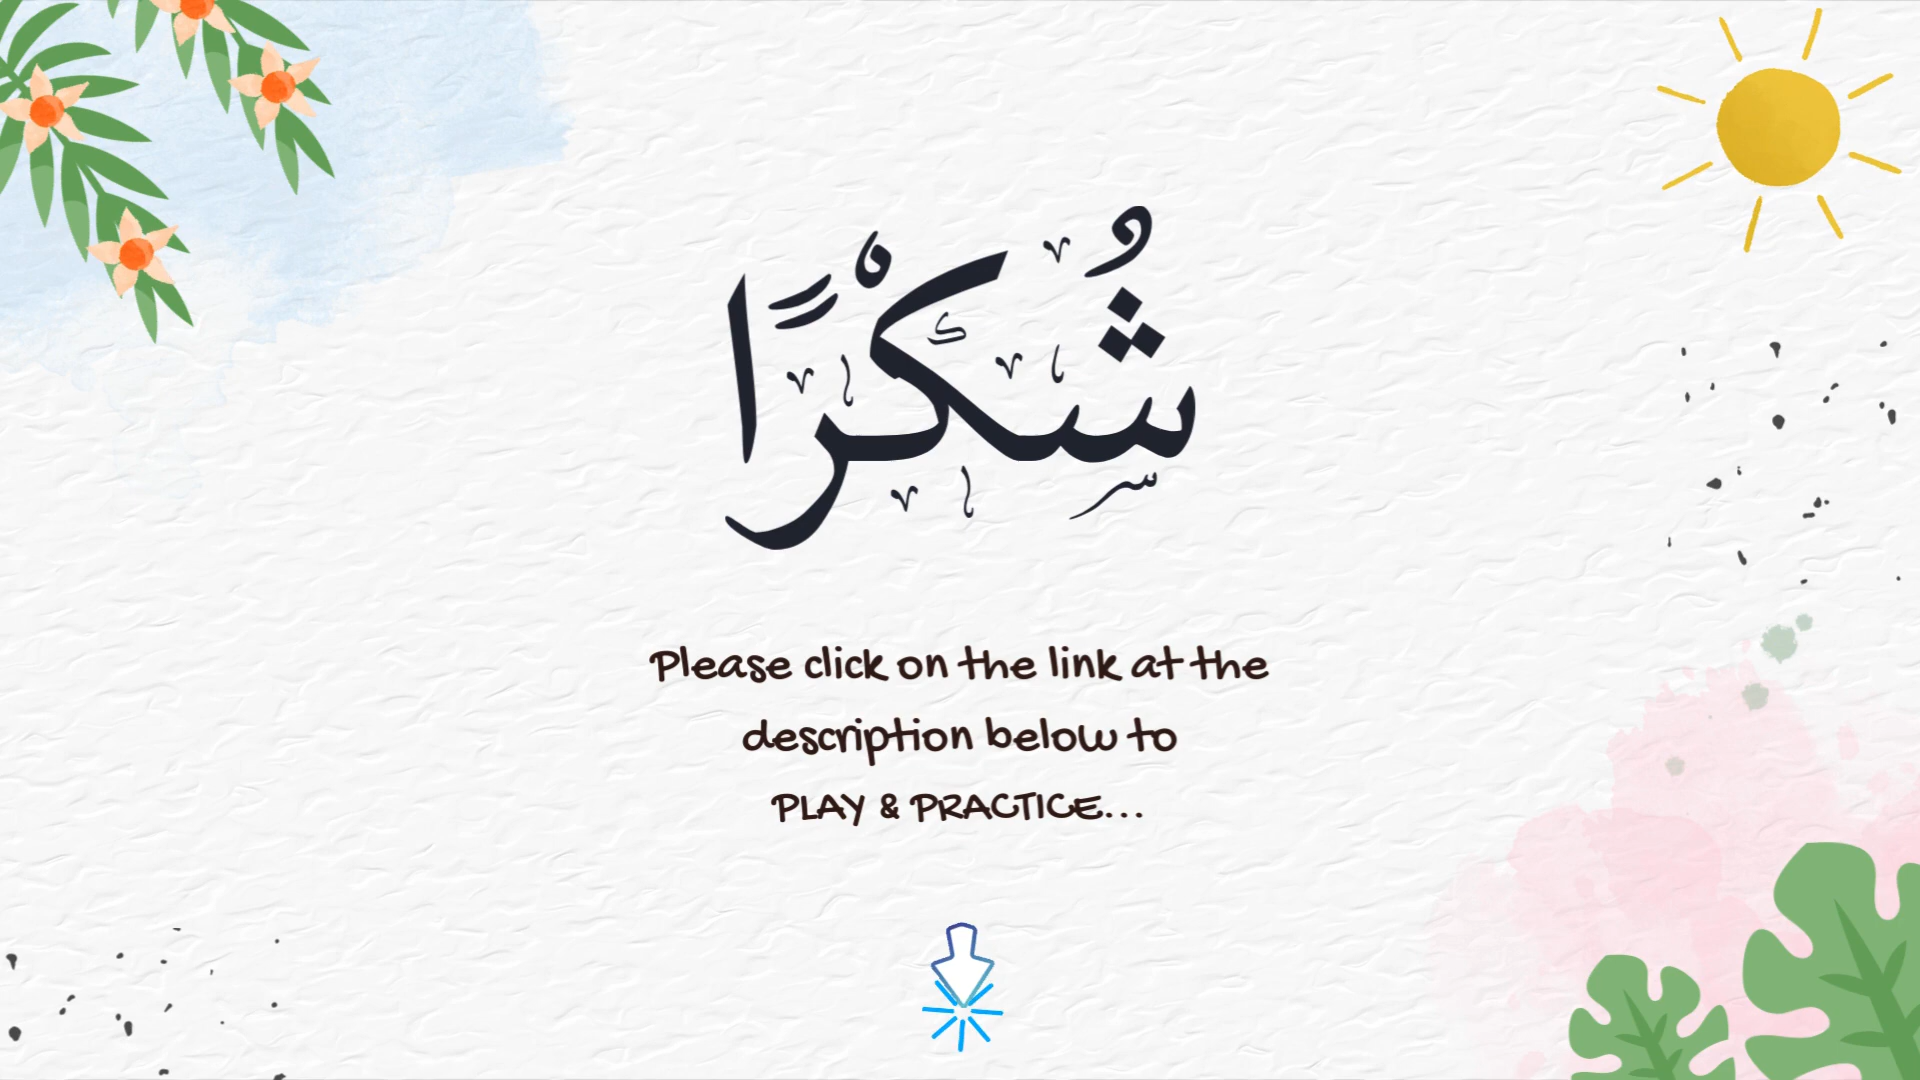 شُكْرًا
Please click on the link at the
description below to
PLAY & PRACTICE...